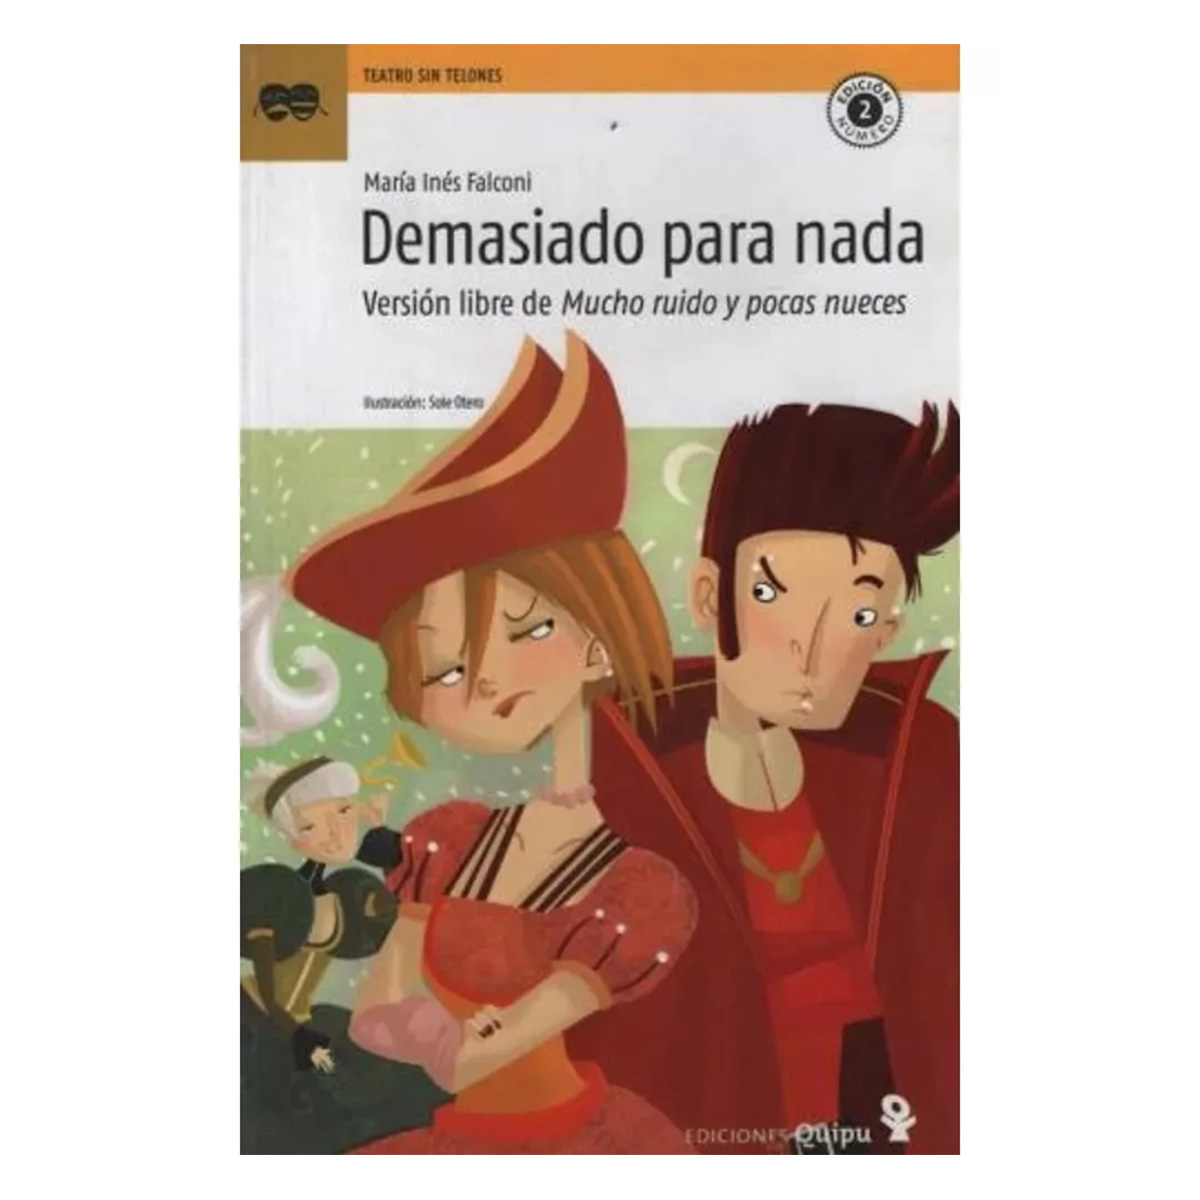 TEATRO SIN TELONES
EDICIÓN
2
NÚMERO
María Inés Falconi
Demasiado para nada
Versión libre de Mucho ruido y pocas nueces
Ilustración: Sole Otero
EDICIONES Quipu